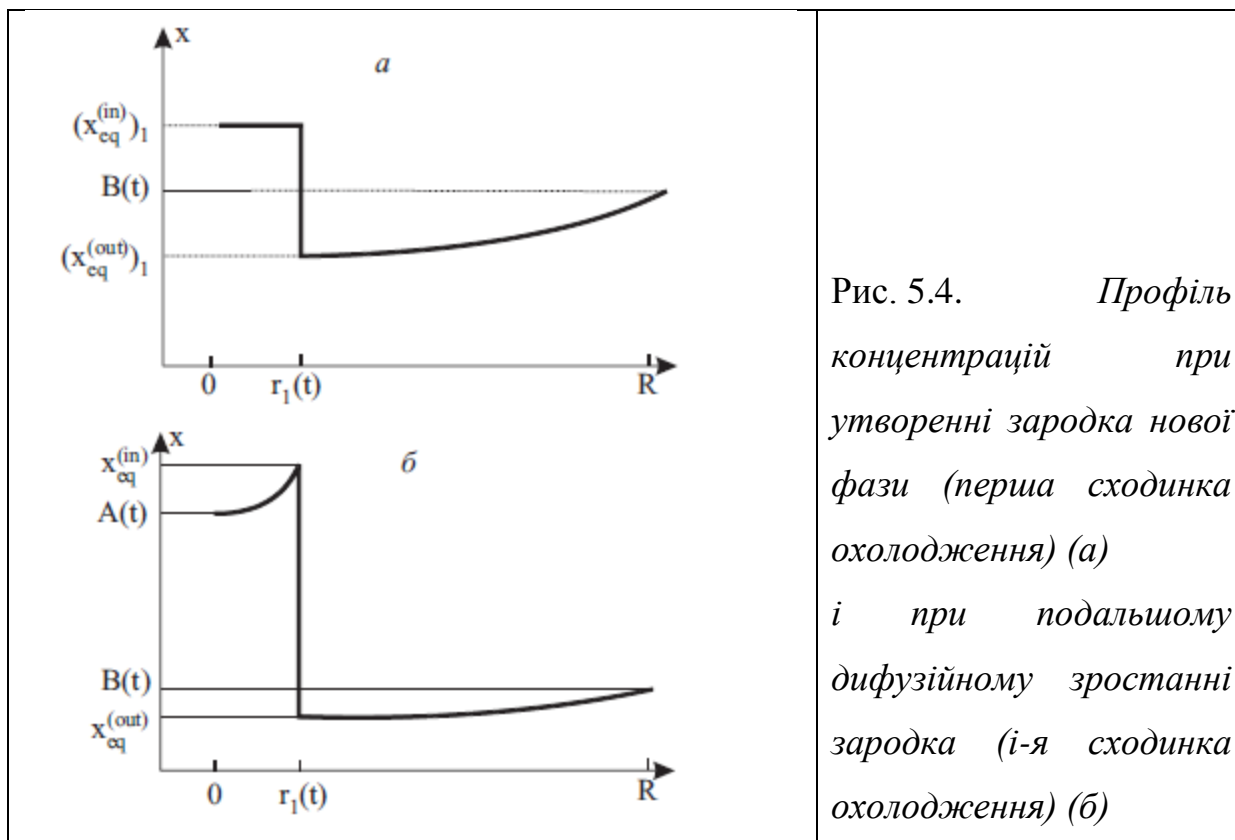 x
а
(x_eq^(in))_1
B(t)
(x_eq^(out))_1
0 r_1(t) R
x
x_eq^(in)
б
A(t)
B(t)
x_eq^(out)
0 r_1(t) R
Рис. 5.4. Профіль
концентрацій при
утворенні зародка нової
фази (перша сходинка
охолодження) (а)
і при подальшому
дифузійному зростанні
зародка (і-я сходинка
охолодження) (б)